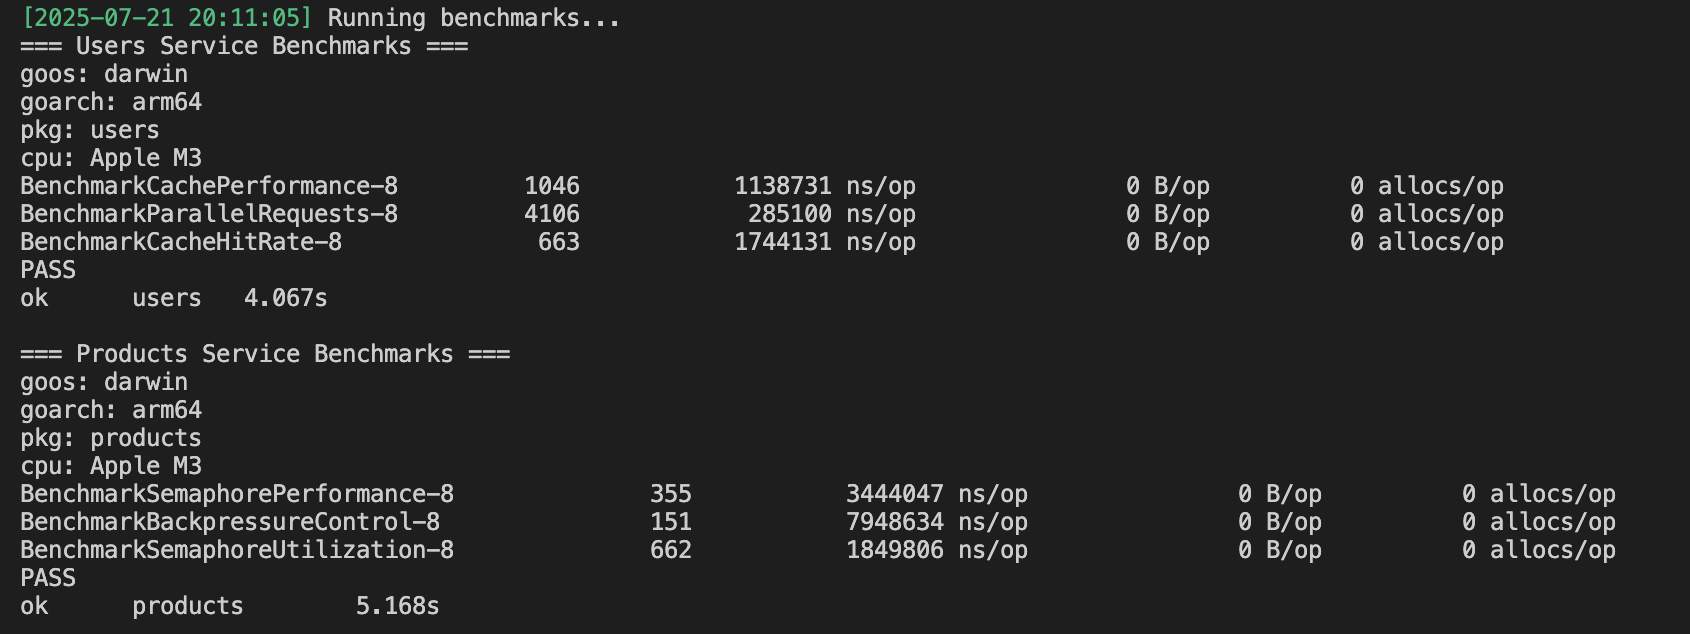 [2025-07-21 20:11:05] Running benchmarks...
=== Users Service Benchmarks ===
goos: darwin
goarch: arm64
pkg: users
cpu: Apple M3
BenchmarkCachePerformance-8         1046           1138731 ns/op               0 B/op          0 allocs/op
BenchmarkParallelRequests-8         4106            285100 ns/op               0 B/op          0 allocs/op
BenchmarkCacheHitRate-8              663           1744131 ns/op               0 B/op          0 allocs/op
PASS
ok      users   4.067s

=== Products Service Benchmarks ===
goos: darwin
goarch: arm64
pkg: products
cpu: Apple M3
BenchmarkSemaphorePerformance-8              355           3444047 ns/op               0 B/op          0 allocs/op
BenchmarkBackpressureControl-8               151           7948634 ns/op               0 B/op          0 allocs/op
BenchmarkSemaphoreUtilization-8              662           1849806 ns/op               0 B/op          0 allocs/op
PASS
ok      products        5.168s